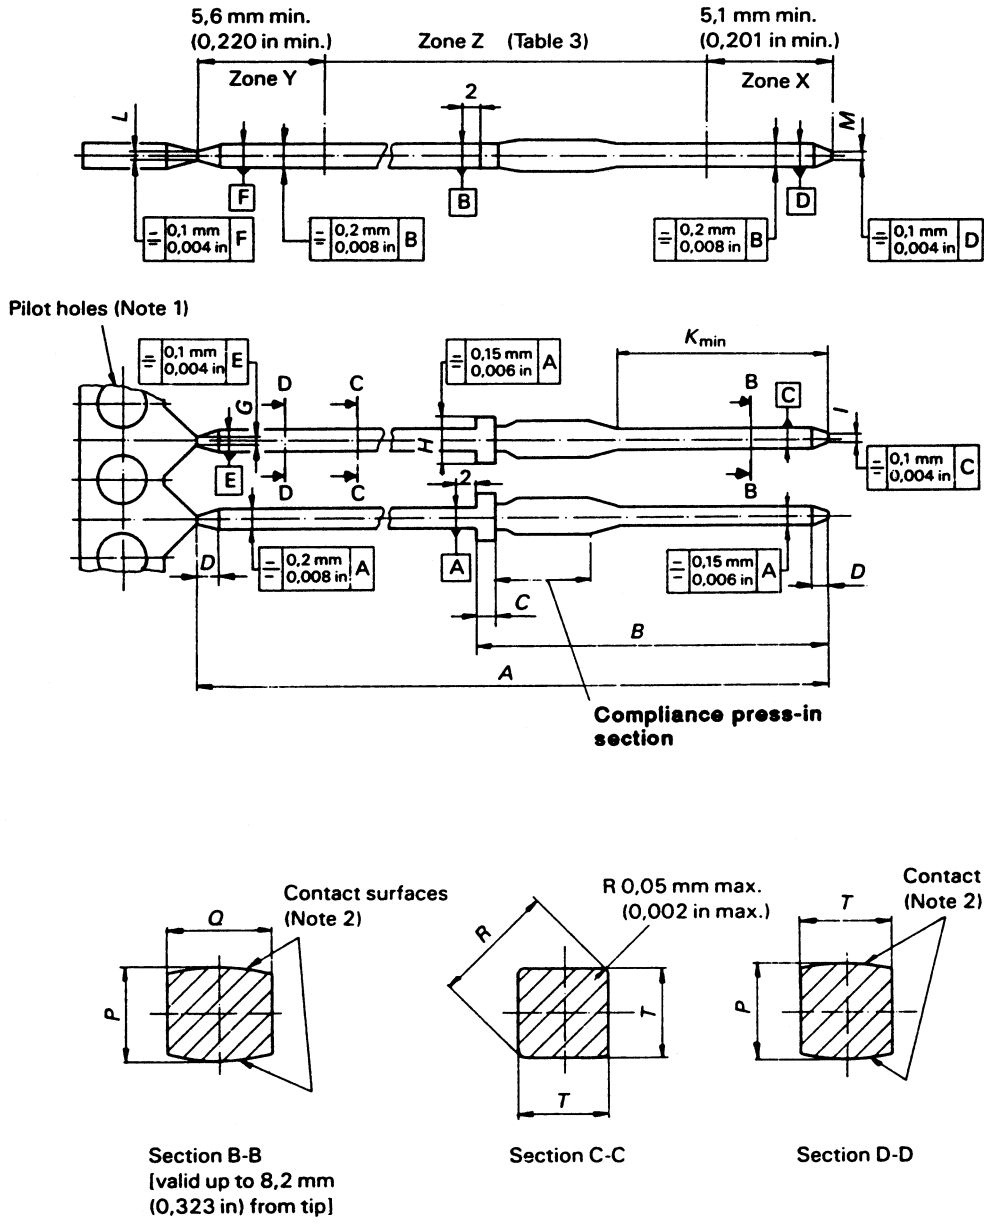 5,6 mm min.
(0,220 in min.)
Zone Z (Table 3)
5,1 mm min.
(0,201 in min.)
Zone Y
Zone X
2
L
M
F
B
D
0,1 mm
0,004 in
F
0,2 mm
0,008 in
B
0,2 mm
0,008 in
B
0,1 mm
0,004 in
D
Pilot holes (Note 1)
0,1 mm
0,004 in
E
0,15 mm
0,006 in
A
K min
D
C
G
B
C
I
H
E
0,1 mm
0,004 in
C
D
C
2
B
D
0,2 mm
0,008 in
A
A
0,15 mm
0,006 in
A
D
C
B
A
Compliance press-in
section
Contact surfaces
(Note 2)
Q
P
R 0,05 mm max.
(0,002 in max.)
R
T
T
Contact
(Note 2)
T
P
Section B-B
[valid up to 8,2 mm
(0,323 in) from tip]
Section C-C
Section D-D